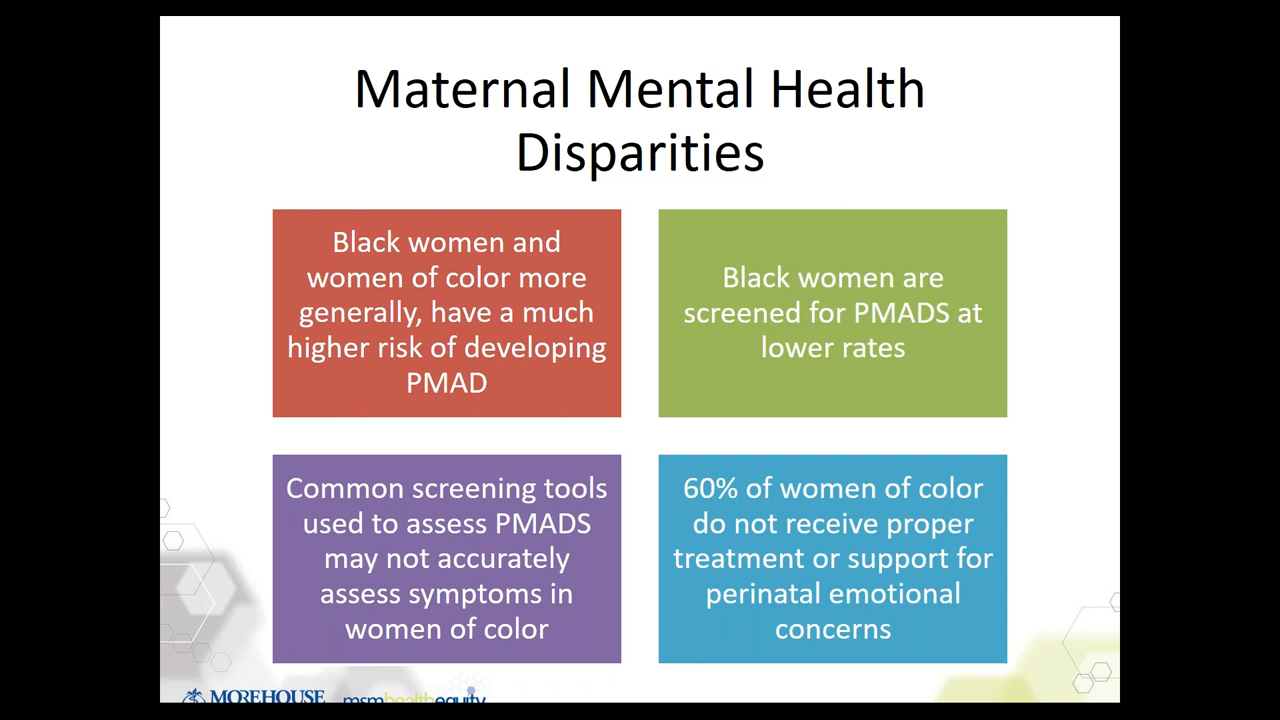 Maternal Mental Health
Disparities
Black women and
women of color more
generally, have a much
higher risk of developing
PMAD
Black women are
screened for PMADS at
lower rates
Common screening tools
used to assess PMADS
may not accurately
assess symptoms in
women of color
60% of women of color
do not receive proper
treatment or support for
perinatal emotional
concerns
MOREHOUSE
msmhealthequity